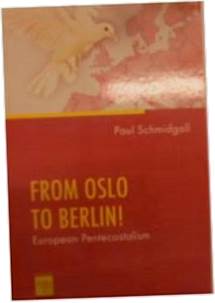 Paul Schmidgall
FROM OSLO
TO BERLIN!
European Pentecostalism